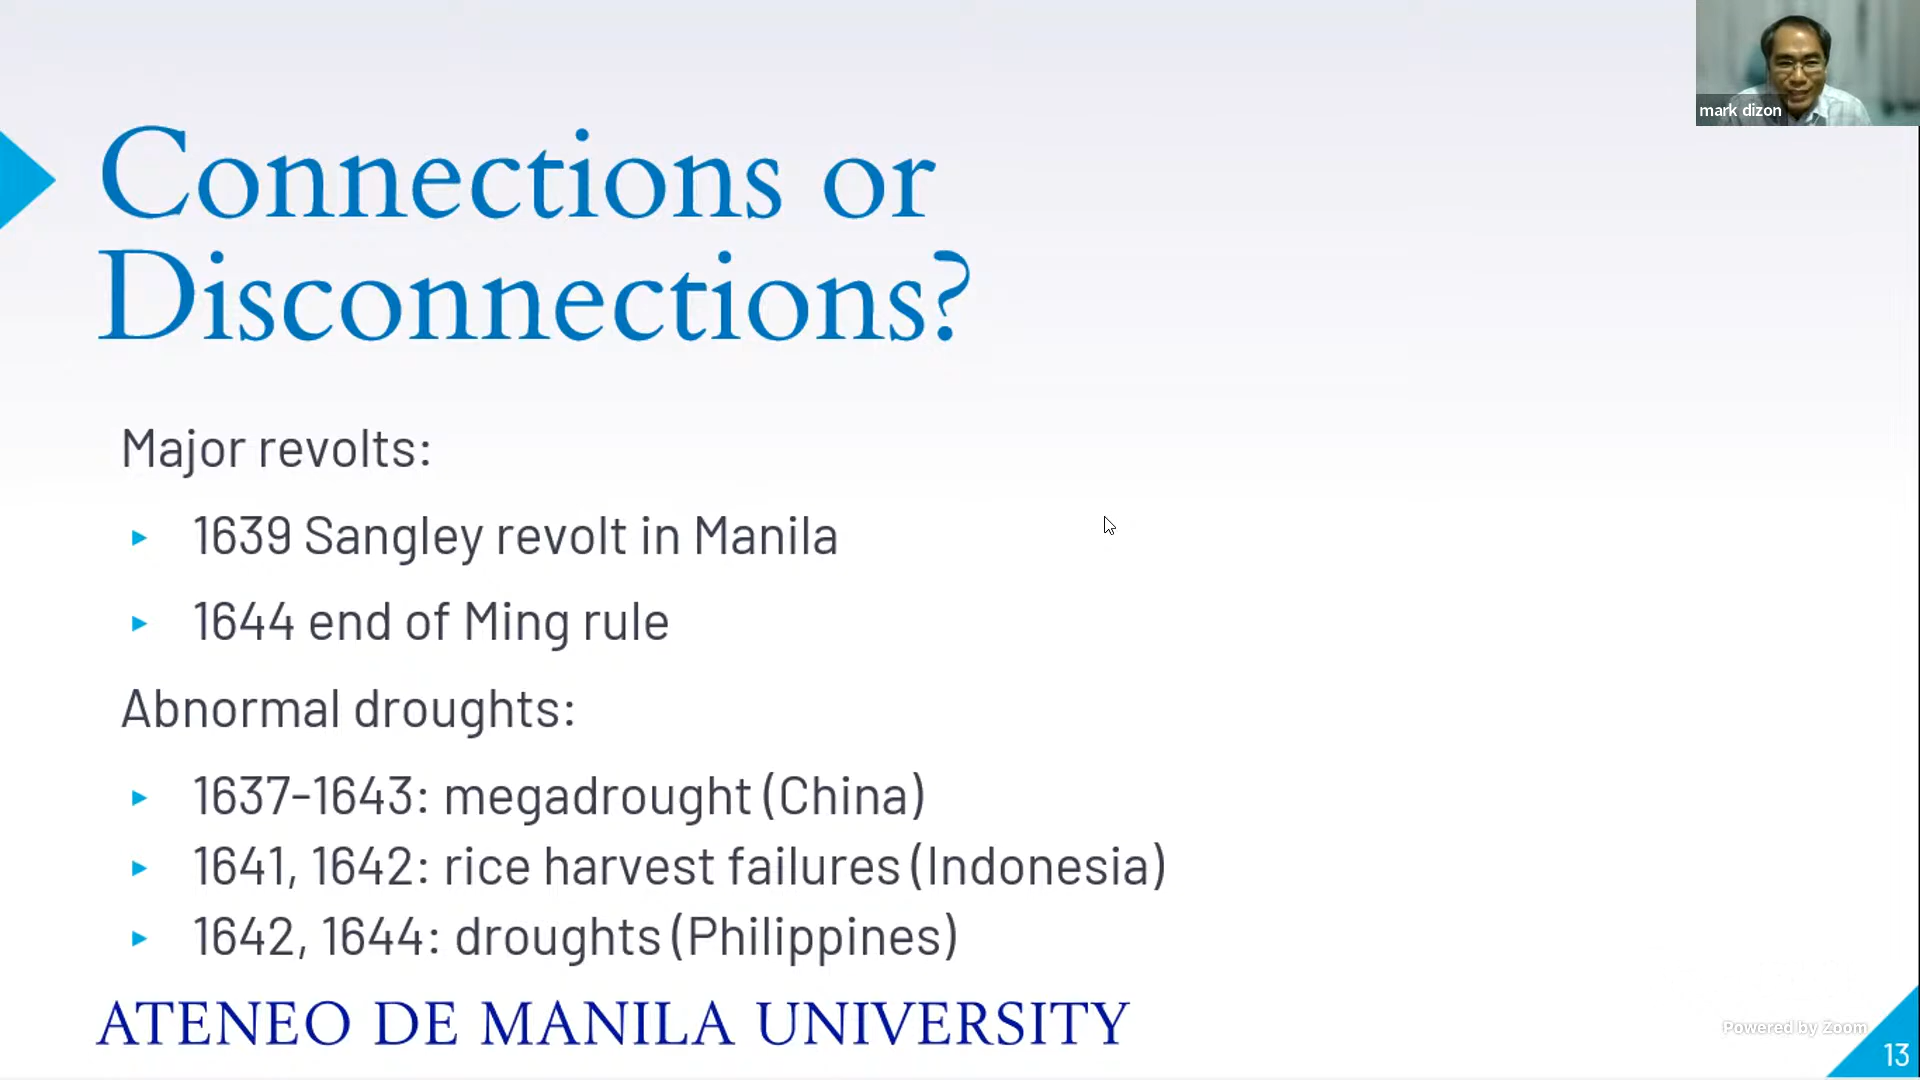 mark dizon
Connections or
Disconnections?
Major revolts:
▸ 1639 Sangley revolt in Manila
▸ 1644 end of Ming rule
Abnormal droughts:
▸ 1637-1643: megadrought (China)
▸ 1641, 1642: rice harvest failures (Indonesia)
▸ 1642, 1644: droughts (Philippines)
ATENEO DE MANILA UNIVERSITY
Powered by Zoom
13